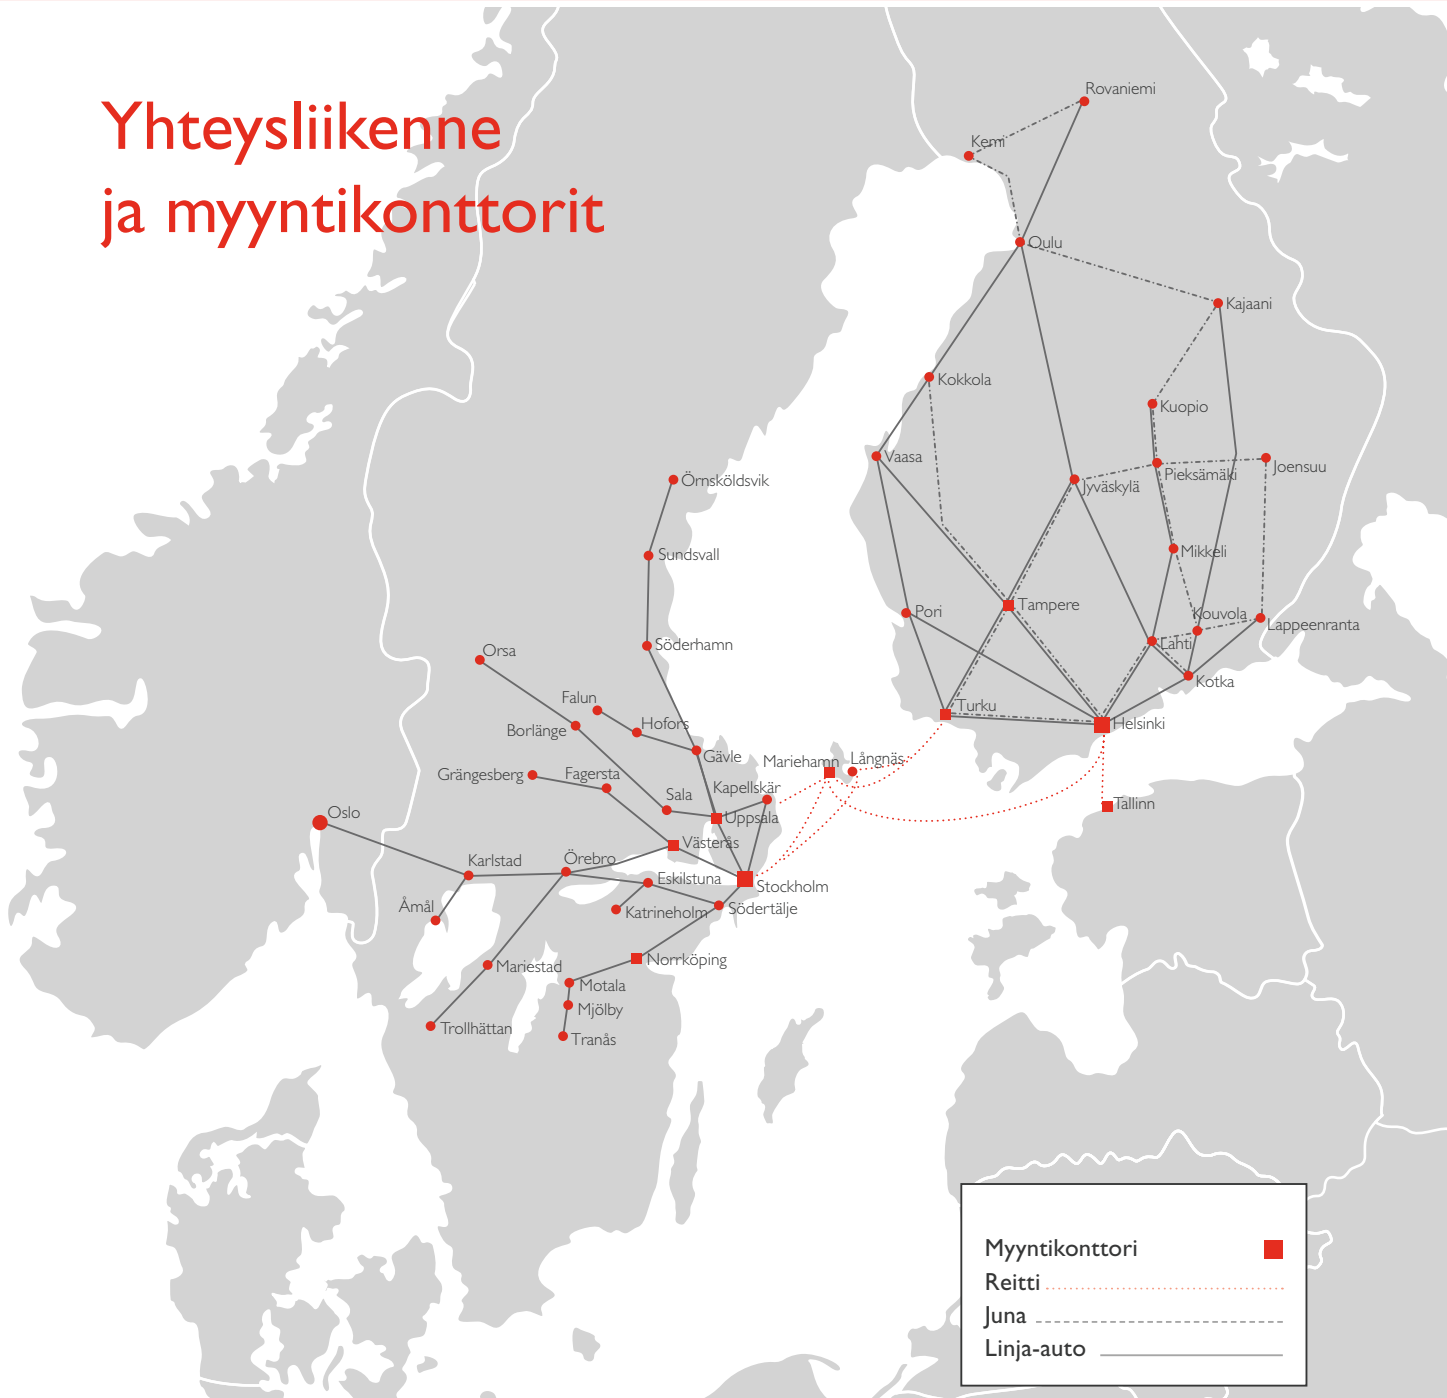 Yhteysliikenne
ja myyntikonttorit
Rovaniemi
Kemi
Oulu
Kajaani
Kokkola
Kuopio
Vaasa
Pieksämäki
Joensuu
Jyväskylä
Örnsköldsvik
Sundsvall
Mikkeli
Tampere
Pori
Kouvola
Lappeenranta
Lahti
Söderhamn
Orsa
Kotka
Falun
Turku
Hofors
Borlänge
Helsinki
Gävle
Mariehamn
Långnäs
Grängesberg
Fagersta
Kapellskär
Sala
Tallinn
Oslo
Uppsala
Västerås
Örebro
Karlstad
Eskilstuna
Stockholm
Åmål
Katrineholm
Södertälje
Norrköping
Mariestad
Motala
Mjölby
Trollhättan
Tranås
Myyntikonttori
Reitti
Juna
Linja-auto